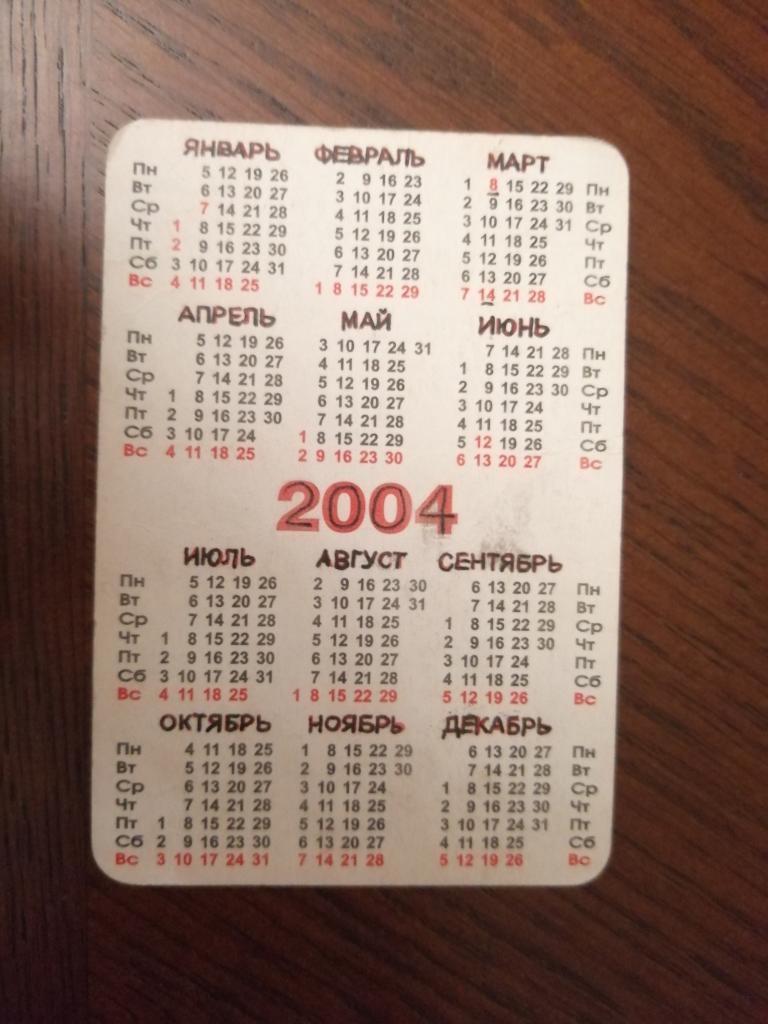 ЯНВАРЬ ФЕВРАЛЬ МАРТ
Пн 5 12 19 26 2 9 16 23 1 8 15 22 29 Пн
Вт 6 13 20 27 3 10 17 24 2 9 16 23 30 Вт
Ср 7 14 21 28 4 11 18 25 3 10 17 24 31 Ср
Чт 1 8 15 22 29 5 12 19 26 4 11 18 25 Чт
Пт 2 9 16 23 30 6 13 20 27 5 12 19 26 Пт
Сб 3 10 17 24 31 7 14 21 28 6 13 20 27 Сб
Вс 4 11 18 25 1 8 15 22 29 7 14 21 28 Вс
АПРЕЛЬ МАЙ ИЮНЬ
Пн 5 12 19 26 3 10 17 24 31 7 14 21 28 Пн
Вт 6 13 20 27 4 11 18 25 1 8 15 22 29 Вт
Ср 7 14 21 28 5 12 19 26 2 9 16 23 30 Ср
Чт 1 8 15 22 29 6 13 20 27 3 10 17 24 Чт
Пт 2 9 16 23 30 7 14 21 28 4 11 18 25 Пт
Сб 3 10 17 24 1 8 15 22 29 5 12 19 26 Сб
Вс 4 11 18 25 2 9 16 23 30 6 13 20 27 Вс
2004
ИЮЛЬ АВГУСТ СЕНТЯБРЬ
Пн 5 12 19 26 2 9 16 23 30 6 13 20 27 Пн
Вт 6 13 20 27 3 10 17 24 31 7 14 21 28 Вт
Ср 7 14 21 28 4 11 18 25 1 8 15 22 29 Ср
Чт 1 8 15 22 29 5 12 19 26 2 9 16 23 30 Чт
Пт 2 9 16 23 30 6 13 20 27 3 10 17 24 Пт
Сб 3 10 17 24 31 7 14 21 28 4 11 18 25 Сб
Вс 4 11 18 25 1 8 15 22 29 5 12 19 26 Вс
ОКТЯБРЬ НОЯБРЬ ДЕКАБРЬ
Пн 4 11 18 25 1 8 15 22 29 6 13 20 27 Пн
Вт 5 12 19 26 2 9 16 23 30 7 14 21 28 Вт
Ср 6 13 20 27 3 10 17 24 1 8 15 22 29 Ср
Чт 7 14 21 28 4 11 18 25 2 9 16 23 30 Чт
Пт 1 8 15 22 29 5 12 19 26 3 10 17 24 31 Пт
Сб 2 9 16 23 30 6 13 20 27 4 11 18 25 Сб
Вс 3 10 17 24 31 7 14 21 28 5 12 19 26 Вс